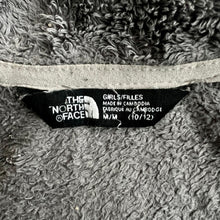 THE
NORTH
FACE
GIRLS/FILLES
MADE IN CAMBODIA
FABRIQUÉ AU CAMBODGE
M/M (10/12)